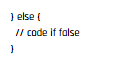 } else {
// code if false
}